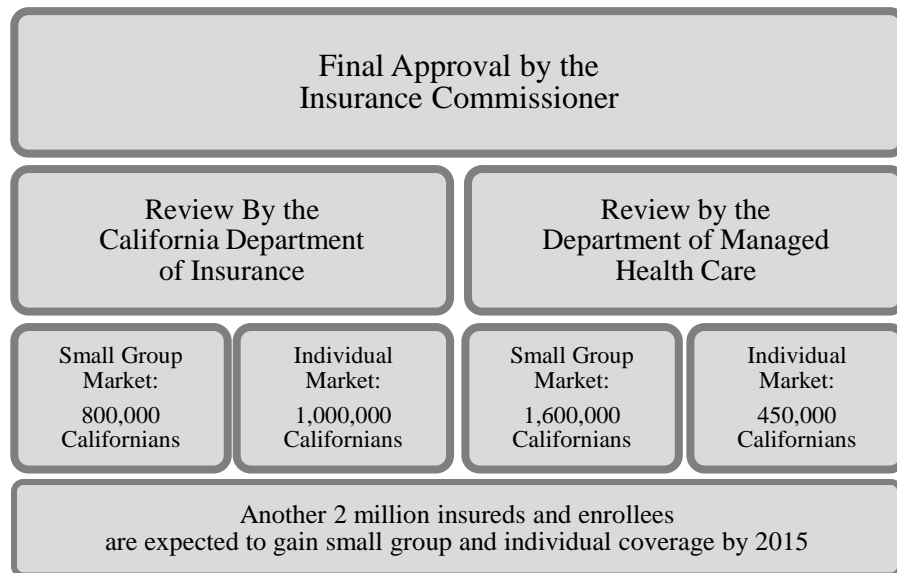 Final Approval by the
Insurance Commissioner
Review By the
California Department
of Insurance
Review by the
Department of Managed
Health Care
Small Group
Market:
800,000
Californians
Individual
Market:
1,000,000
Californians
Small Group
Market:
1,600,000
Californians
Individual
Market:
450,000
Californians
Another 2 million insureds and enrollees
are expected to gain small group and individual coverage by 2015